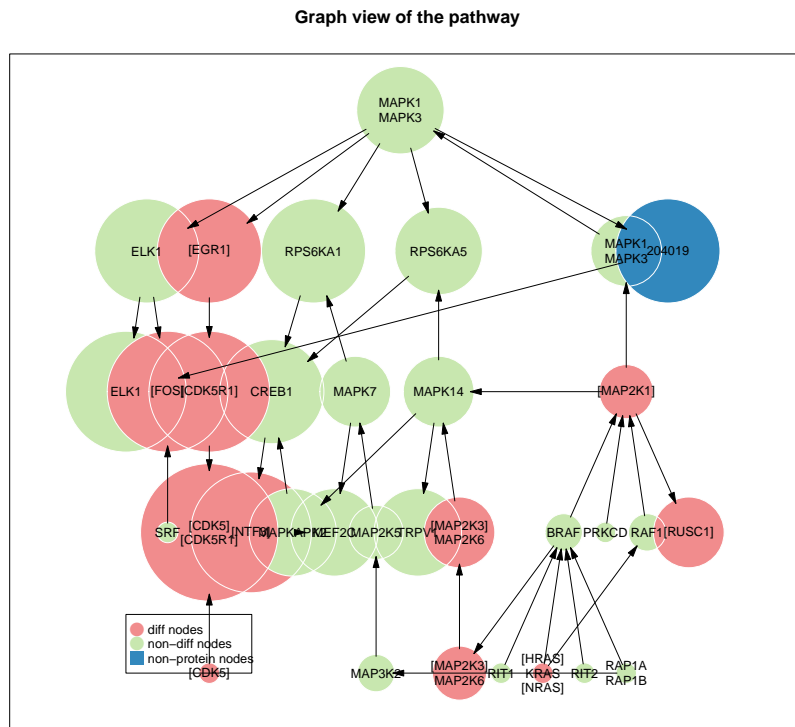 Graph view of the pathway
MAPK1
MAPK3
ELK1
[EGR1]
RPS6KA1
RPS6KA5
MAPK1
MAPK3
204019
ELK1
[FOS]
[CDK5R1]
CREB1
MAPK7
MAPK14
[MAP2K1]
SRF
[CDK5]
[CDK5R1]
MEF2C
MAP2K5
[MAP2K3]
MAP2K6
BRAF
PRKCD
RAF1
[RUSC1]
diff nodes
non−diff nodes
non−protein nodes
[CDK5]
MAP3K2
[MAP2K3]
MAP2K6
RIT1
[HRAS]
KRAS
[NRAS]
RIT2
RAP1A
RAP1B